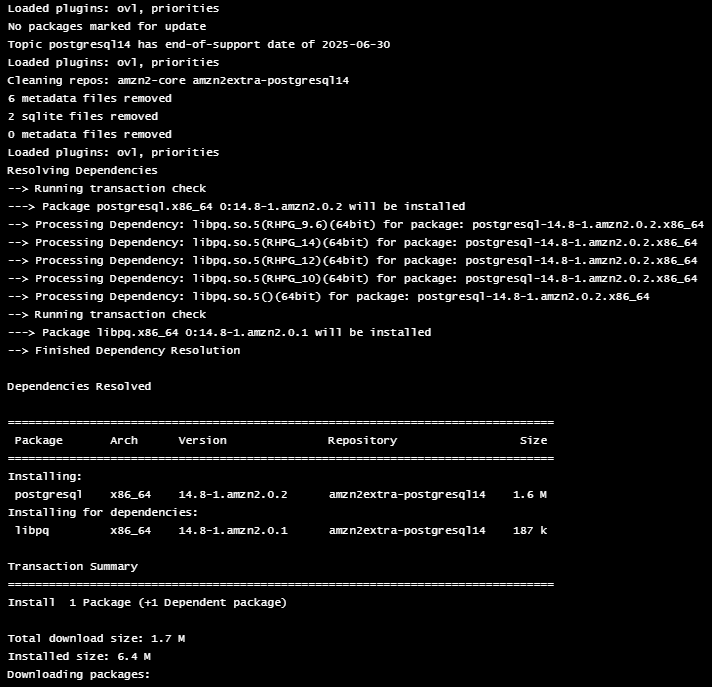 Loaded plugins: ovl, priorities
No packages marked for update
Topic postgresql14 has end-of-support date of 2025-06-30
Loaded plugins: ovl, priorities
Cleaning repos: amzn2-core amzn2extra-postgresql14
6 metadata files removed
2 sqlite files removed
0 metadata files removed
Loaded plugins: ovl, priorities
Resolving Dependencies
--> Running transaction check
---> Package postgresql.x86_64 0:14.8-1.amzn2.0.2 will be installed
--> Processing Dependency: libpq.so.5(RHPG_9.6)(64bit) for package: postgresql-14.8-1.amzn2.0.2.x86_64
--> Processing Dependency: libpq.so.5(RHPG_14)(64bit) for package: postgresql-14.8-1.amzn2.0.2.x86_64
--> Processing Dependency: libpq.so.5(RHPG_12)(64bit) for package: postgresql-14.8-1.amzn2.0.2.x86_64
--> Processing Dependency: libpq.so.5(RHPG_10)(64bit) for package: postgresql-14.8-1.amzn2.0.2.x86_64
--> Processing Dependency: libpq.so.5()(64bit) for package: postgresql-14.8-1.amzn2.0.2.x86_64
--> Running transaction check
---> Package libpq.x86_64 0:14.8-1.amzn2.0.1 will be installed
--> Finished Dependency Resolution

Dependencies Resolved

================================================================================
 Package       Arch      Version               Repository                  Size
================================================================================
Installing:
 postgresql    x86_64    14.8-1.amzn2.0.2      amzn2extra-postgresql14    1.6 M
Installing for dependencies:
 libpq         x86_64    14.8-1.amzn2.0.1      amzn2extra-postgresql14    187 k

Transaction Summary
================================================================================
Install  1 Package (+1 Dependent package)

Total download size: 1.7 M
Installed size: 6.4 M
Downloading packages: